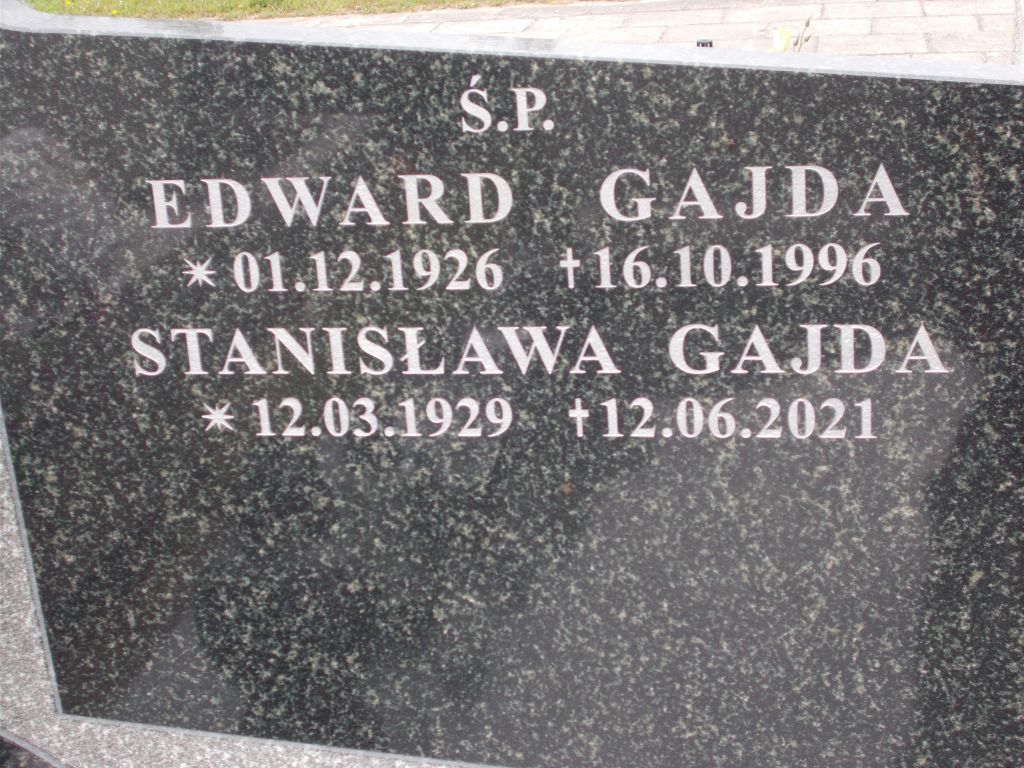 Ś.P.
EDWARD GAJDA
* 01.12.1926 †16.10.1996
STANISŁAWA GAJDA
* 12.03.1929 †12.06.2021